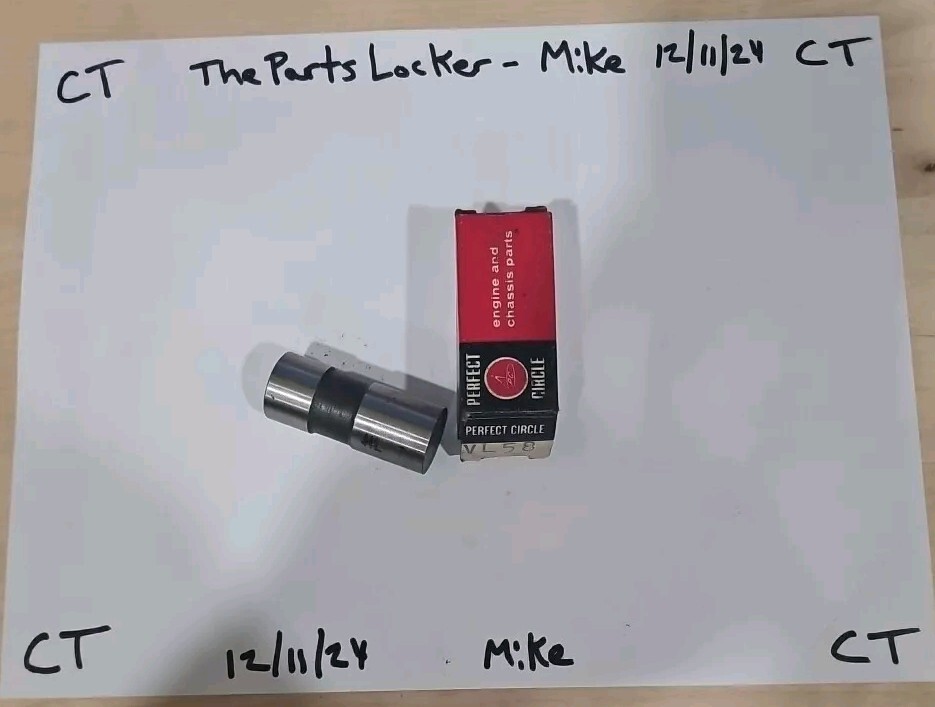 CT The Parts Locker - Mike 12/11/24 CT
engine and
chassis parts
PERFECT
CIRCLE
PERFECT CIRCLE
VL58
CT 12/11/24 Mike CT